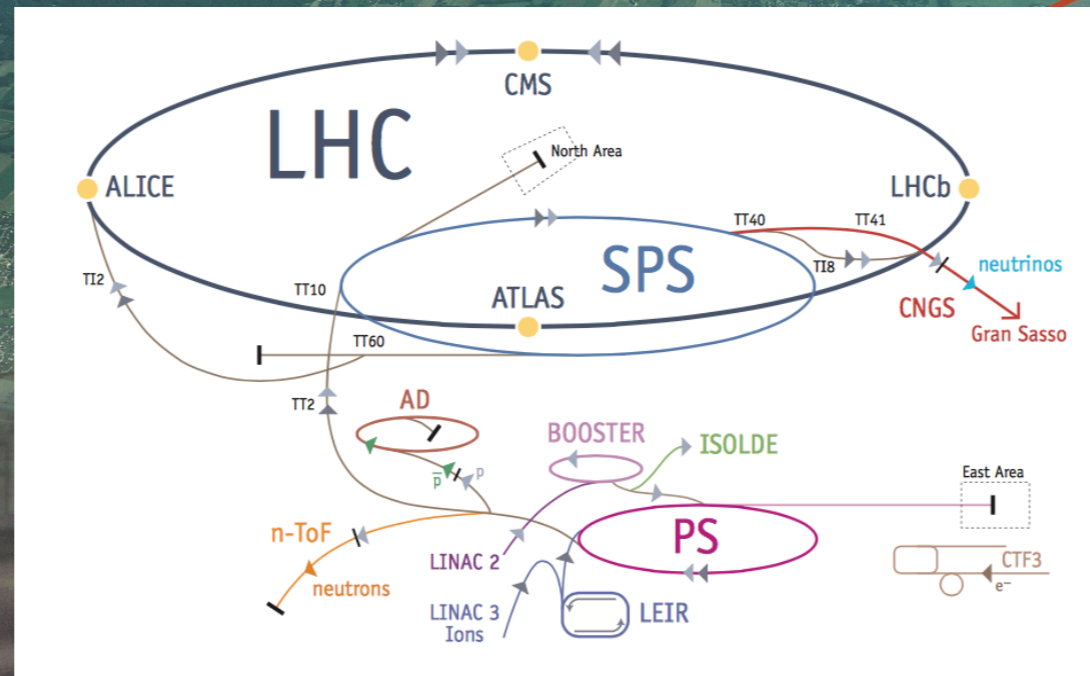 CMS
LHC
North Area
ALICE
LHCb
TT40
TT41
SPS
TI8
TI2
TT10
ATLAS
neutrinos
CNGS
Gran Sasso
TT60
TT2
AD
BOOSTER
ISOLDE
p
p̅
East Area
n-ToF
PS
LINAC 2
CTF3
neutrons
e⁻
LINAC 3
Ions
LEIR